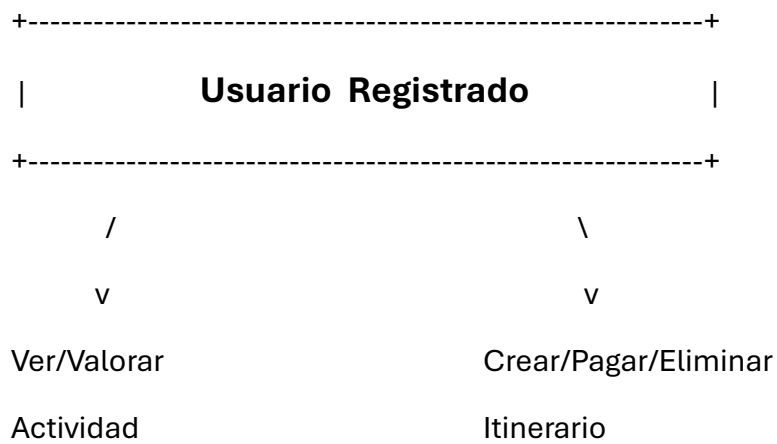 +--------------------------------------------------------------+
| Usuario Registrado |
+--------------------------------------------------------------+
/ \
v v
Ver/Valorar Crear/Pagar/Eliminar
Actividad Itinerario